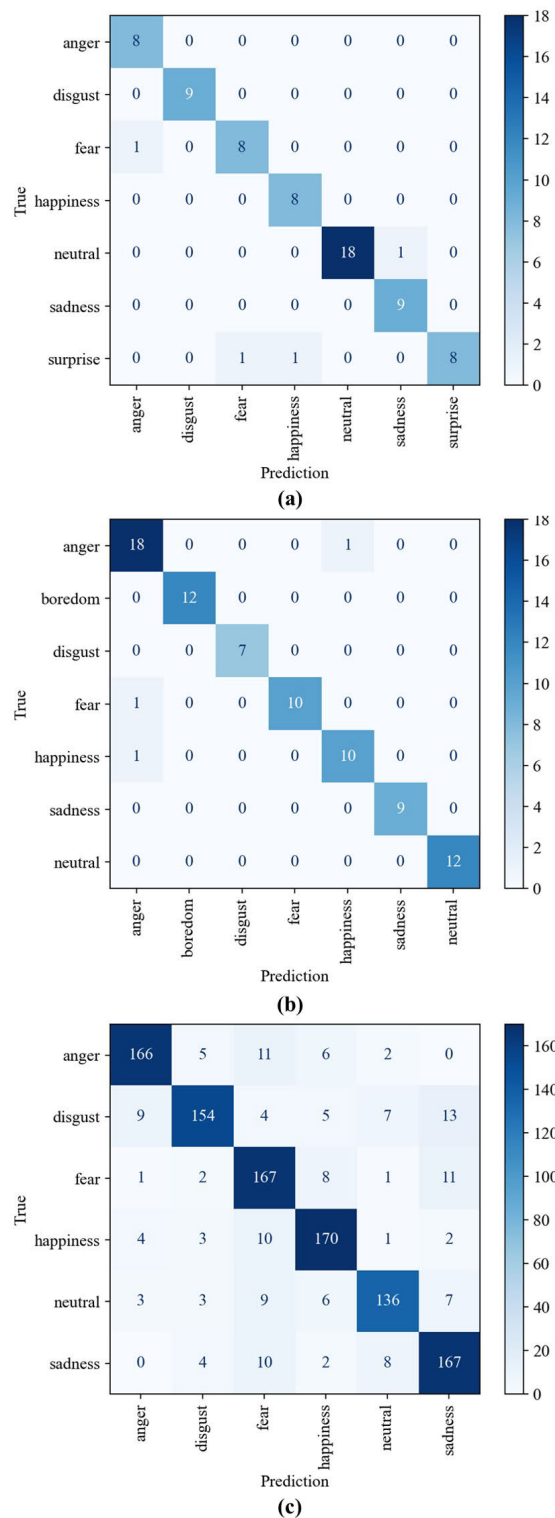 18
anger 8 0 0 0 0 0 0
16
disgust 0 9 0 0 0 0 0
14
fear 1 0 8 0 0 0 0
12
10
True
happiness 0 0 0 8 0 0 0
8
neutral 0 0 0 0 18 1 0
6
sadness 0 0 0 0 0 9 0
4
surprise 0 0 1 1 0 0 8
2
0
anger disgust fear happiness neutral sadness surprise
Prediction
(a)
18
anger 18 0 0 0 1 0 0
16
boredom 0 12 0 0 0 0 0
14
disgust 0 0 7 0 0 0 0
12
10
True
fear 1 0 0 10 0 0 0
8
happiness 1 0 0 0 10 0 0
6
sadness 0 0 0 0 0 9 0
4
neutral 0 0 0 0 0 0 12
2
0
anger boredom disgust fear happiness sadness neutral
Prediction
(b)
160
anger 166 5 11 6 2 0
140
disgust 9 154 4 5 7 13
120
100
True
fear 1 2 167 8 1 11
80
happiness 4 3 10 170 1 2
60
neutral 3 3 9 6 136 7
40
sadness 0 4 10 2 8 167
20
0
anger disgust fear happiness neutral sadness
Prediction
(c)